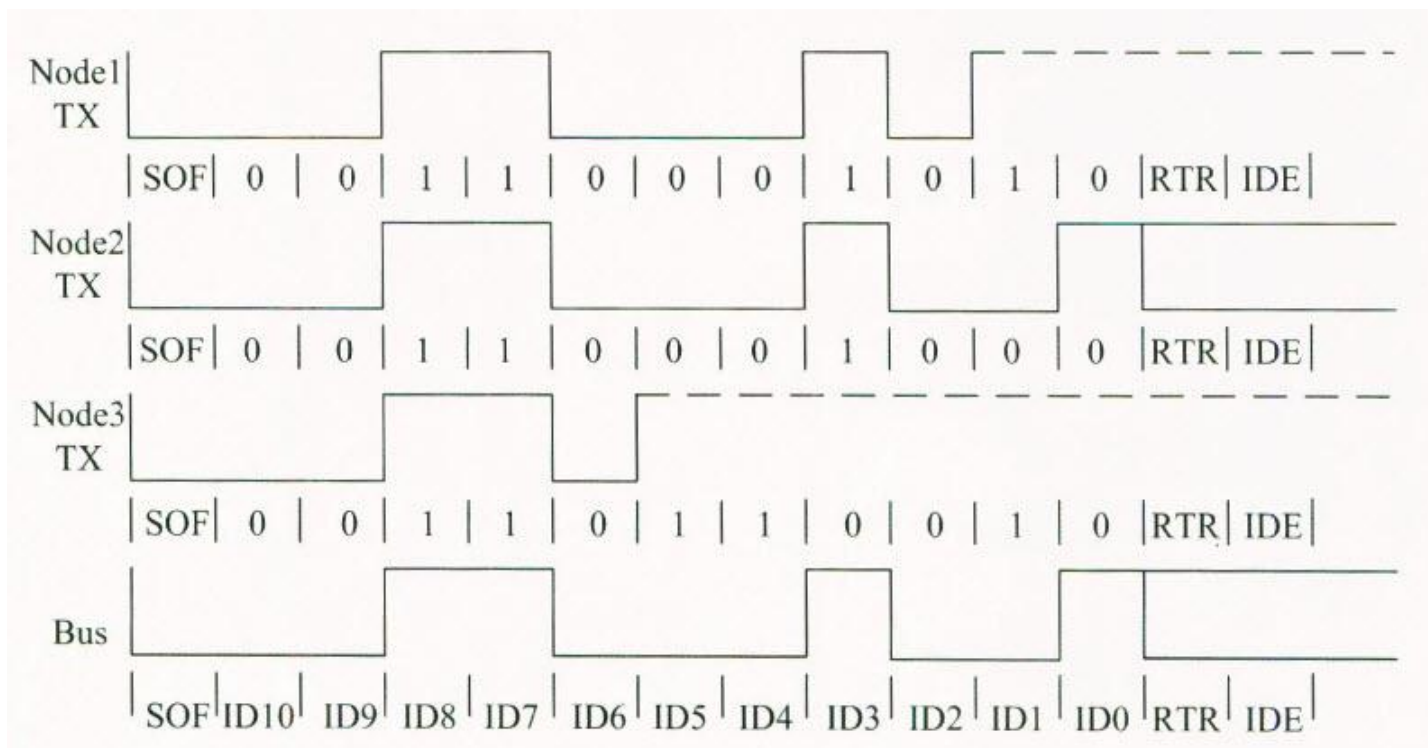 Node1
TX
SOF 0 0 1 1 0 0 0 1 0 1 0 RTR IDE
Node2
TX
SOF 0 0 1 1 0 0 0 1 0 0 0 RTR IDE
Node3
TX
SOF 0 0 1 1 0 1 1 0 0 1 0 RTR IDE
Bus
SOF ID10 ID9 ID8 ID7 ID6 ID5 ID4 ID3 ID2 ID1 ID0 RTR IDE